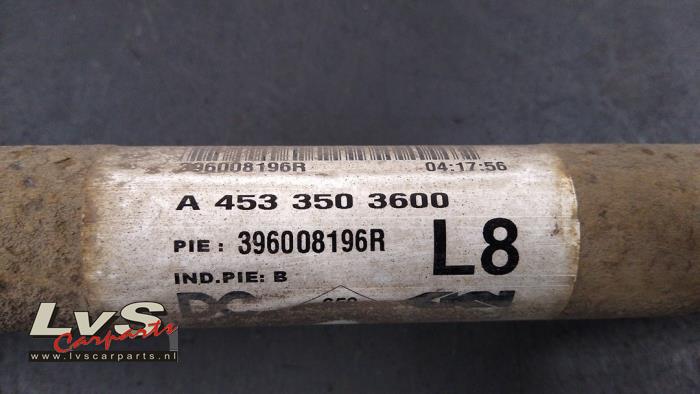 396008196R 04:17:56
A 453 350 3600
PIE: 396008196R L8
IND.PIE: B
LvS
Carparts
www.lvscarparts.nl